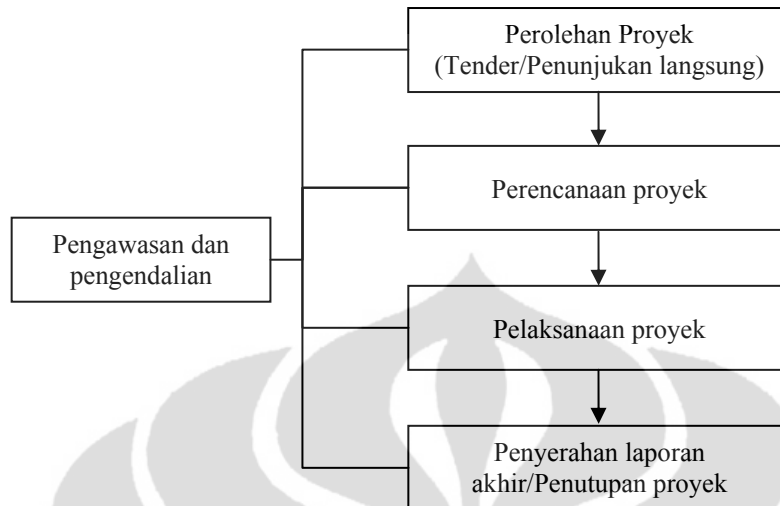 Perolehan Proyek
(Tender/Penunjukan langsung)
Perencanaan proyek
Pengawasan dan
pengendalian
Pelaksanaan proyek
Penyerahan laporan
akhir/Penutupan proyek